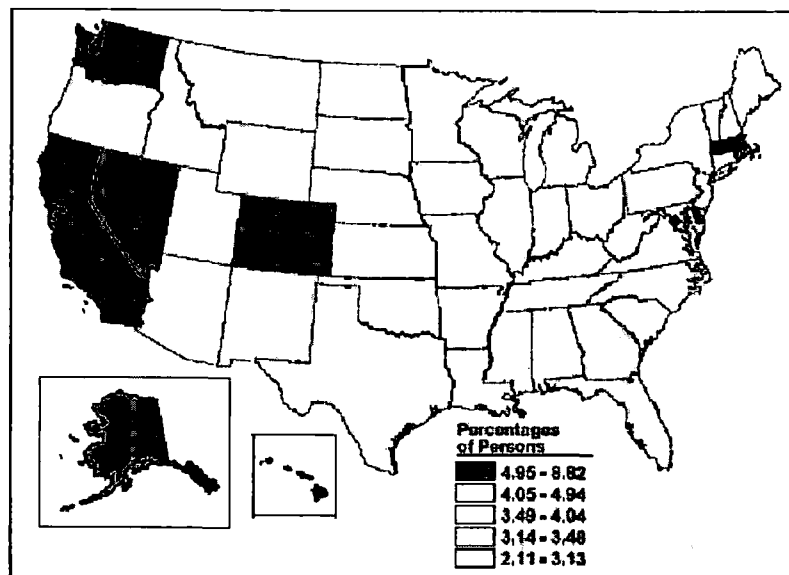 Percentages
of Persons
4.95 - 8.82
4.05 - 4.94
3.49 - 4.04
3.14 - 3.48
2.11 - 3.13